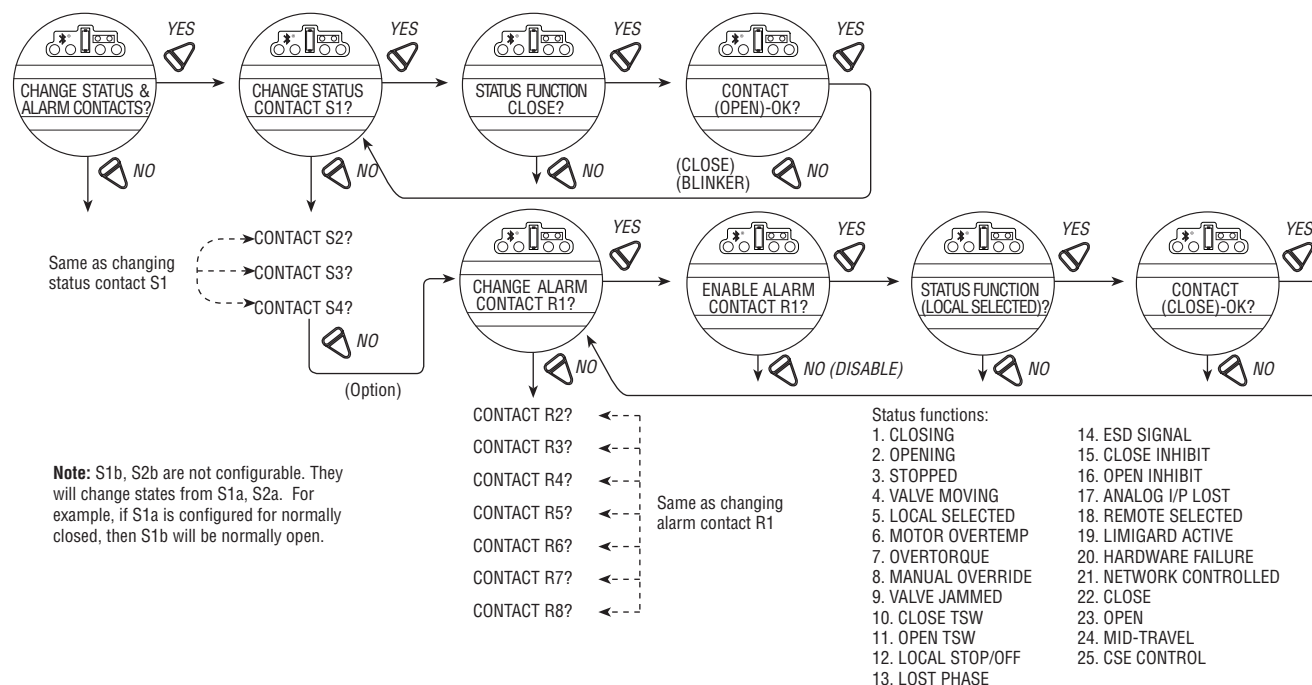 YES
YES
YES
YES
CHANGE STATUS &
ALARM CONTACTS?
CHANGE STATUS
CONTACT S1?
STATUS FUNCTION
CLOSE?
CONTACT
(OPEN)-OK?
NO
NO
NO
(CLOSE)
(BLINKER)
NO
Same as changing
status contact S1
CONTACT S2?
CONTACT S3?
CONTACT S4?
NO
(Option)
YES
YES
YES
YES
CHANGE ALARM
CONTACT R1?
ENABLE ALARM
CONTACT R1?
STATUS FUNCTION
(LOCAL SELECTED)?
CONTACT
(CLOSE)-OK?
NO
NO (DISABLE)
NO
NO
CONTACT R2?
CONTACT R3?
CONTACT R4?
CONTACT R5?
CONTACT R6?
CONTACT R7?
CONTACT R8?
Same as changing
alarm contact R1
Note: S1b, S2b are not configurable. They
will change states from S1a, S2a. For
example, if S1a is configured for normally
closed, then S1b will be normally open.
Status functions:
1. CLOSING
2. OPENING
3. STOPPED
4. VALVE MOVING
5. LOCAL SELECTED
6. MOTOR OVERTEMP
7. OVERTORQUE
8. MANUAL OVERRIDE
9. VALVE JAMMED
10. CLOSE TSW
11. OPEN TSW
12. LOCAL STOP/OFF
13. LOST PHASE
14. ESD SIGNAL
15. CLOSE INHIBIT
16. OPEN INHIBIT
17. ANALOG I/P LOST
18. REMOTE SELECTED
19. LIMIGARD ACTIVE
20. HARDWARE FAILURE
21. NETWORK CONTROLLED
22. CLOSE
23. OPEN
24. MID-TRAVEL
25. CSE CONTROL